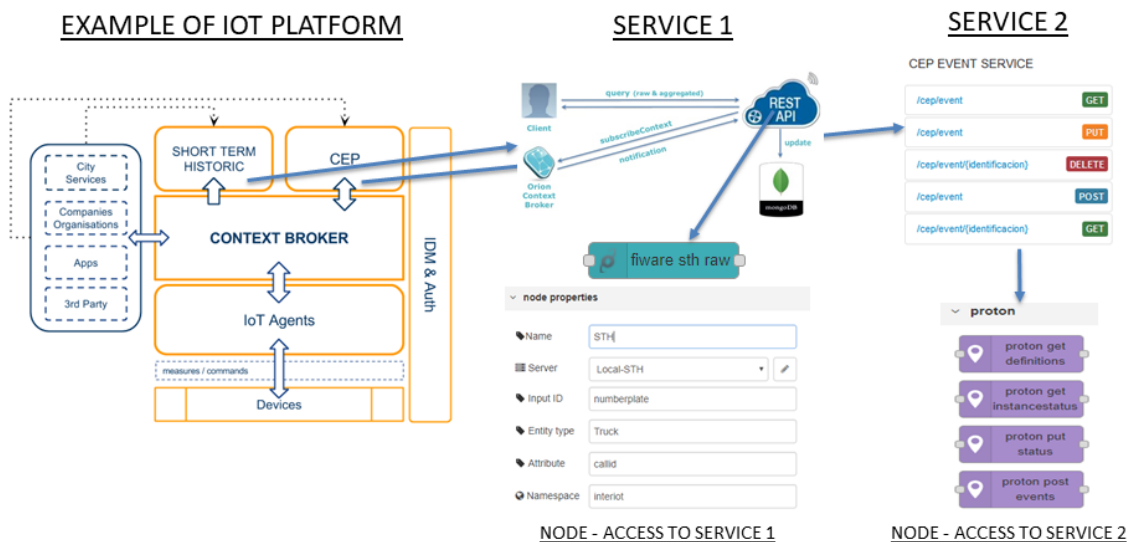 EXAMPLE OF IOT PLATFORM
SERVICE 1
SERVICE 2
SHORT TERM
HISTORIC
CEP
City
Services
Companies
Organisations
Apps
3rd Party
CONTEXT BROKER
IoT Agents
measures / commands
Devices
IDM & Auth
query (raw & aggregated)
Client
REST
API
subscribeContext
notification
update
Orion
Context
Broker
mongoDB
fiware sth raw
node properties
Name
STH
Server
Local-STH
Input ID
numberplate
Entity type
Truck
Attribute
callid
Namespace
interiot
NODE - ACCESS TO SERVICE 1
CEP EVENT SERVICE
/cep/event GET
/cep/event PUT
/cep/event/{identificacion} DELETE
/cep/event POST
/cep/event/{identificacion} GET
proton
proton get
definitions
proton get
instancestatus
proton put
status
proton post
events
NODE - ACCESS TO SERVICE 2